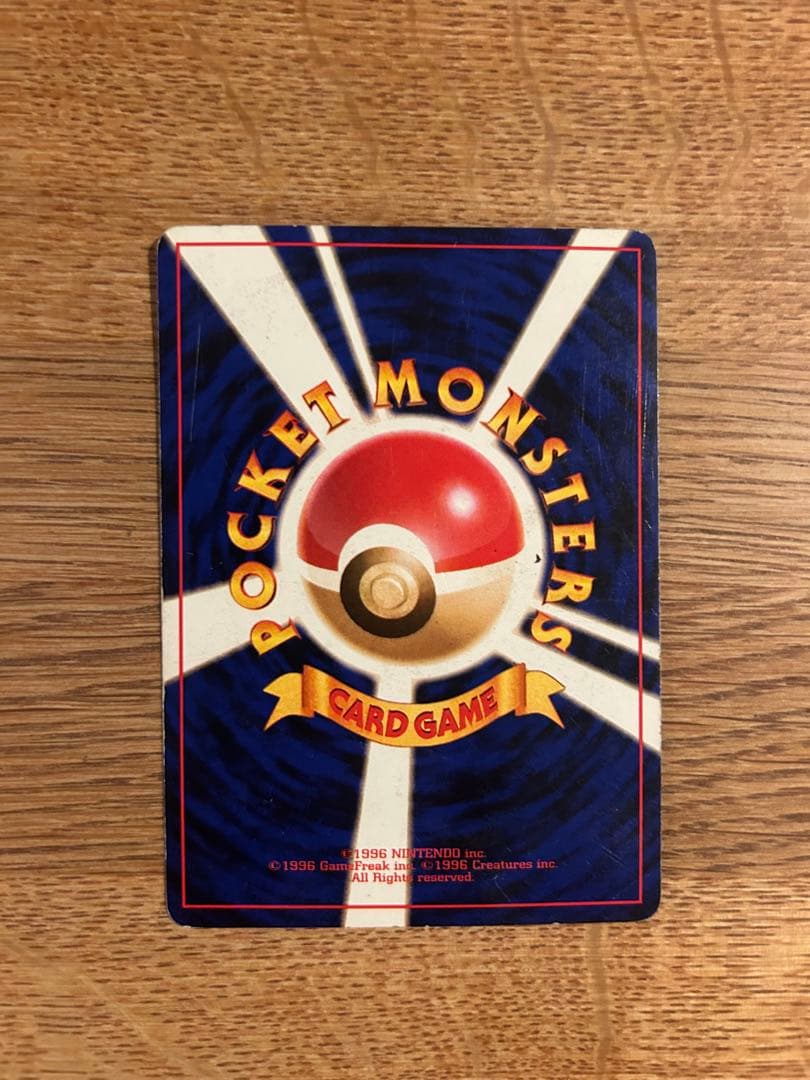 POCKET MONSTERS
CARD GAME
©1996 NINTENDO inc.
©1996 GameFreak inc. ©1996 Creatures inc.
All Rights reserved.